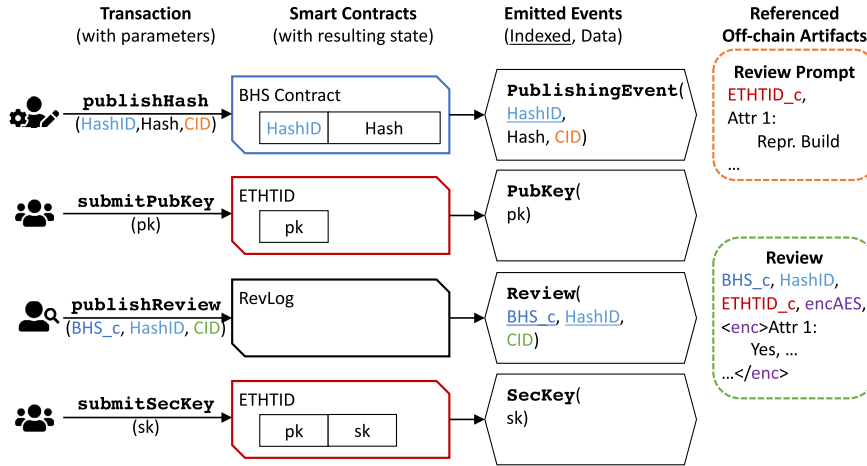 Transaction
(with parameters)
Smart Contracts
(with resulting state)
Emitted Events
(Indexed, Data)
Referenced
Off-chain Artifacts
publishHash
(HashID,Hash,CID)
BHS Contract
HashID
Hash
PublishingEvent(
HashID,
Hash, CID)
Review Prompt
ETHTID_c,
Attr 1:
Repr. Build
...
submitPubKey
(pk)
ETHTID
pk
PubKey(
pk)
publishReview
(BHS_c, HashID, CID)
RevLog
Review(
BHS_c, HashID,
CID)
Review
BHS_c, HashID,
ETHTID_c, encAES,
<enc>Attr 1:
Yes, ...
...</enc>
submitSecKey
(sk)
ETHTID
pk
sk
SecKey(
sk)